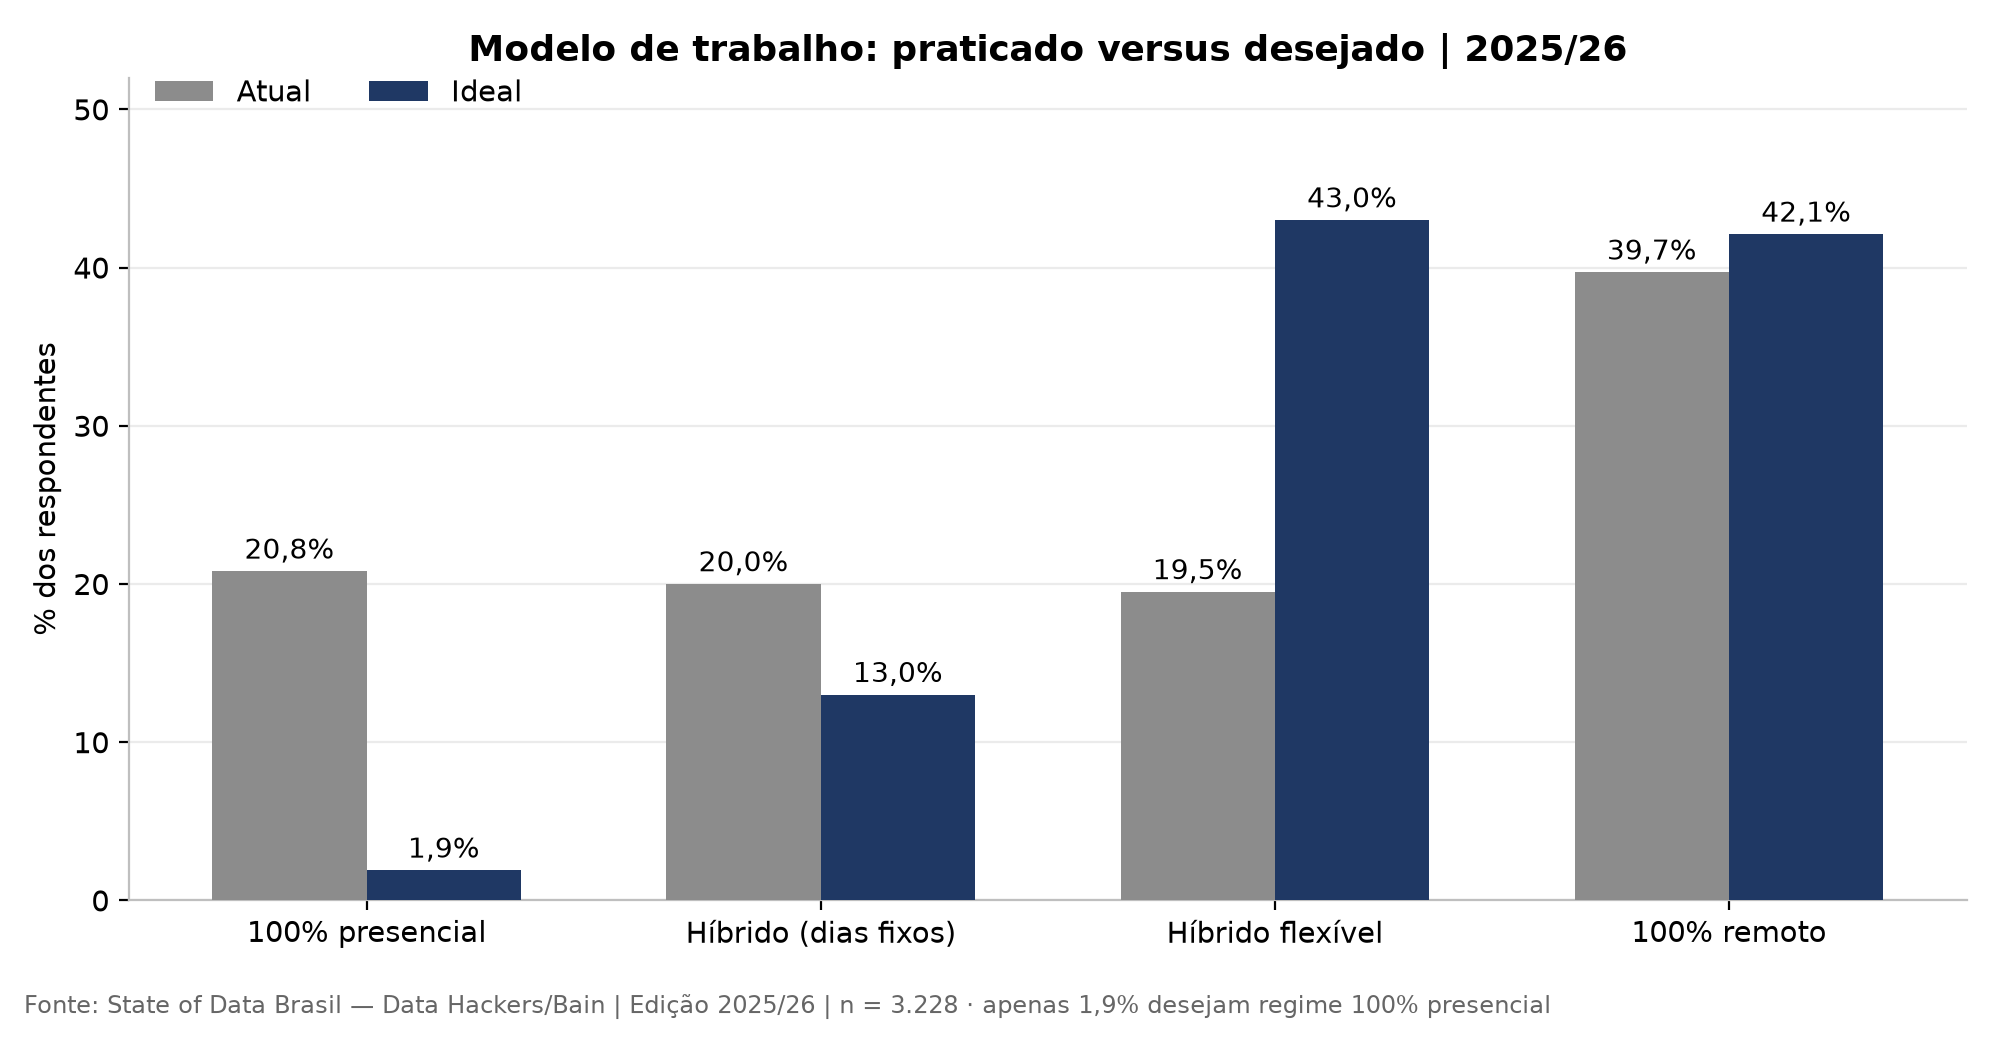 Modelo de trabalho: praticado versus desejado | 2025/26
Atual
Ideal
% dos respondentes
50
40
30
20
10
0
20,8%
1,9%
20,0%
13,0%
19,5%
43,0%
39,7%
42,1%
100% presencial
Híbrido (dias fixos)
Híbrido flexível
100% remoto
Fonte: State of Data Brasil — Data Hackers/Bain | Edição 2025/26 | n = 3.228 · apenas 1,9% desejam regime 100% presencial